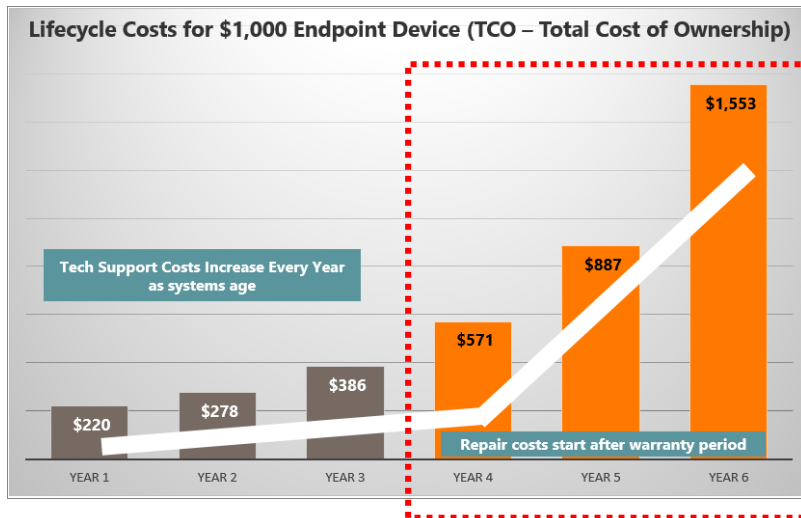 Lifecycle Costs for $1,000 Endpoint Device (TCO – Total Cost of Ownership)
$1,553
Tech Support Costs Increase Every Year
as systems age
$887
$571
$386
$278
$220
Repair costs start after warranty period
YEAR 1
YEAR 2
YEAR 3
YEAR 4
YEAR 5
YEAR 6